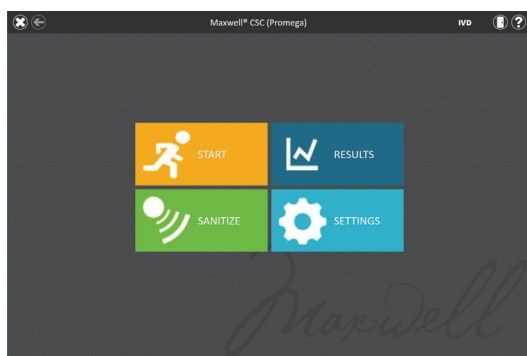 Maxwell® CSC (Promega)
IVD
?
START
RESULTS
SANITIZE
SETTINGS
Maxwell